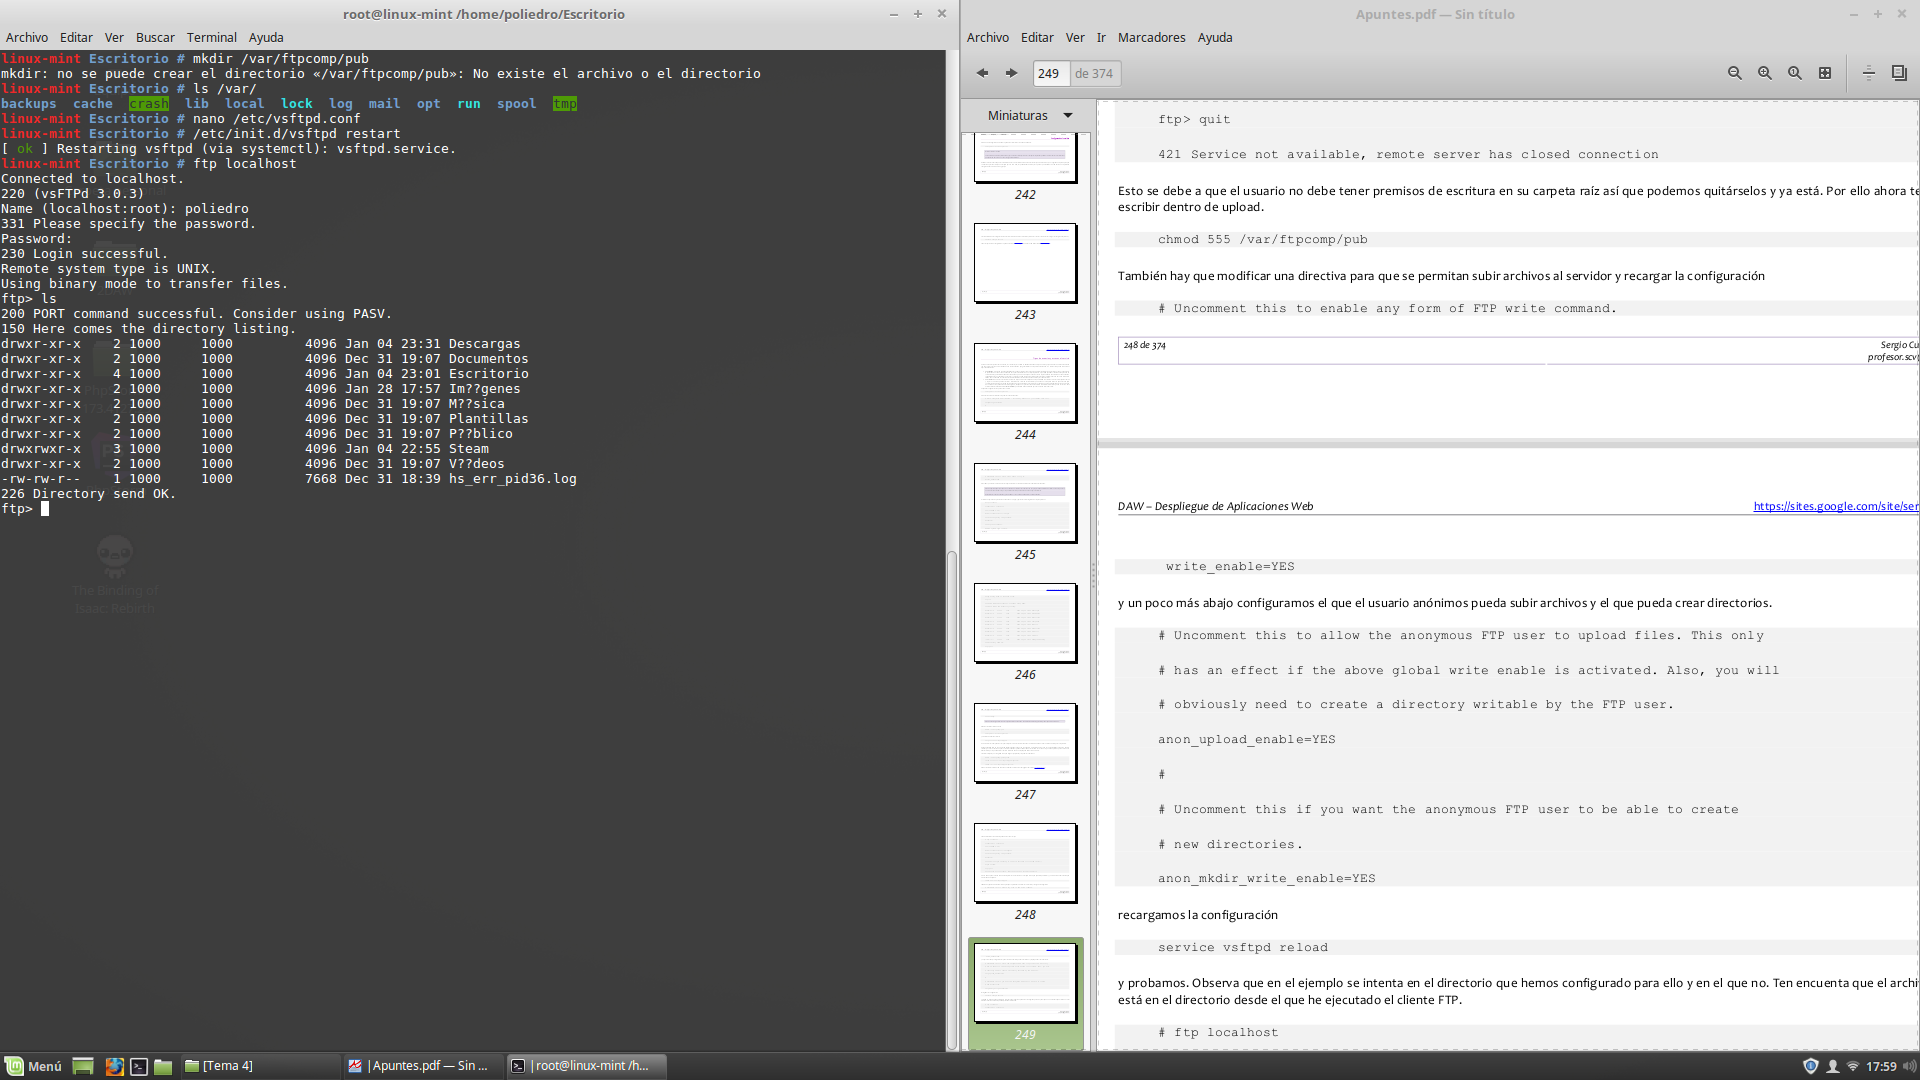 root@linux-mint /home/poliedro/Escritorio
Archivo Editar Ver Buscar Terminal Ayuda
linux-mint Escritorio # mkdir /var/ftpcomp/pub
mkdir: no se puede crear el directorio «/var/ftpcomp/pub»: No existe el archivo o el directorio
linux-mint Escritorio # ls /var/
backups cache crash lib local lock log mail opt run spool tmp
linux-mint Escritorio # nano /etc/vsftpd.conf
linux-mint Escritorio # /etc/init.d/vsftpd restart
[ ok ] Restarting vsftpd (via systemctl): vsftpd.service.
linux-mint Escritorio # ftp localhost
Connected to localhost.
220 (vsFTPd 3.0.3)
Name (localhost:root): poliedro
331 Please specify the password.
Password:
230 Login successful.
Remote system type is UNIX.
Using binary mode to transfer files.
ftp> ls
200 PORT command successful. Consider using PASV.
150 Here comes the directory listing.
drwxr-xr-x 2 1000 1000 4096 Jan 04 23:31 Descargas
drwxr-xr-x 2 1000 1000 4096 Dec 31 19:07 Documentos
drwxr-xr-x 4 1000 1000 4096 Jan 04 23:01 Escritorio
drwxr-xr-x 2 1000 1000 4096 Jan 28 17:57 Im??genes
drwxr-xr-x 2 1000 1000 4096 Dec 31 19:07 M??sica
drwxr-xr-x 2 1000 1000 4096 Dec 31 19:07 Plantillas
drwxr-xr-x 2 1000 1000 4096 Dec 31 19:07 P??blico
drwxrwxr-x 3 1000 1000 4096 Jan 04 22:55 Steam
drwxr-xr-x 2 1000 1000 4096 Dec 31 19:07 V??deos
-rw-rw-r-- 1 1000 1000 7668 Dec 31 18:39 hs_err_pid36.log
226 Directory send OK.
ftp>
The Binding of
Isaac: Rebirth
Apuntes.pdf — Sin título
Archivo Editar Ver Ir Marcadores Ayuda
249 de 374
Miniaturas
242
243
244
245
246
247
248
249
ftp> quit
421 Service not available, remote server has closed connection
Esto se debe a que el usuario no debe tener premisos de escritura en su carpeta raíz así que podemos quitárselos y ya está. Por ello ahora te
escribir dentro de upload.
chmod 555 /var/ftpcomp/pub
También hay que modificar una directiva para que se permitan subir archivos al servidor y recargar la configuración
# Uncomment this to enable any form of FTP write command.
248 de 374
Sergio Cu
profesor.scv
DAW – Despliegue de Aplicaciones Web
https://sites.google.com/site/ser
write_enable=YES
y un poco más abajo configuramos el que el usuario anónimos pueda subir archivos y el que pueda crear directorios.
# Uncomment this to allow the anonymous FTP user to upload files. This only
# has an effect if the above global write enable is activated. Also, you will
# obviously need to create a directory writable by the FTP user.
anon_upload_enable=YES
#
# Uncomment this if you want the anonymous FTP user to be able to create
# new directories.
anon_mkdir_write_enable=YES
recargamos la configuración
service vsftpd reload
y probamos. Observa que en el ejemplo se intenta en el directorio que hemos configurado para ello y en el que no. Ten encuenta que el archi
está en el directorio desde el que he ejecutado el cliente FTP.
# ftp localhost
Menú
[Tema 4]
|Apuntes.pdf — Sin ...
|root@linux-mint /h...
17:59